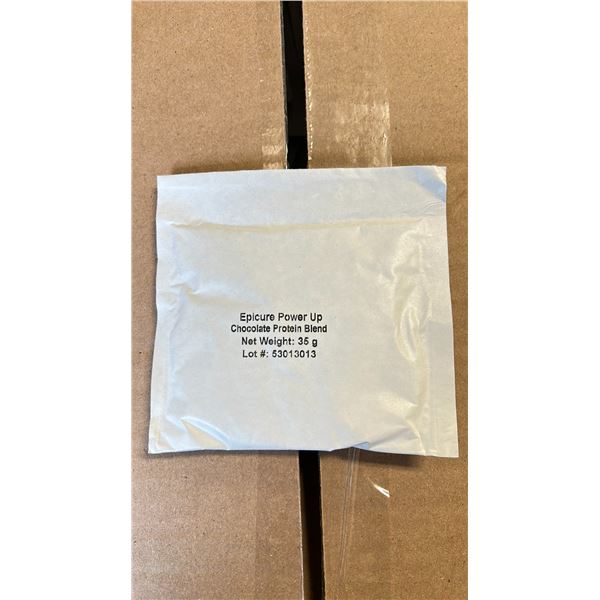 Epicure Power Up
Chocolate Protein Blend
Net Weight: 35 g
Lot #: 53013013